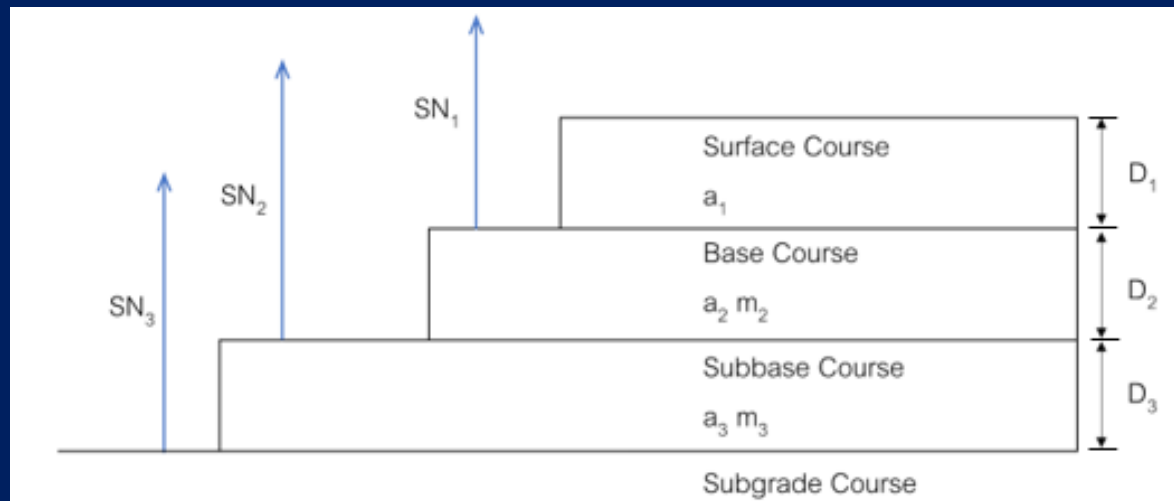 SN₁
Surface Course
D₁
a₁
SN₂
Base Course
D₂
a₂ m₂
SN₃
Subbase Course
D₃
a₃ m₃
Subgrade Course